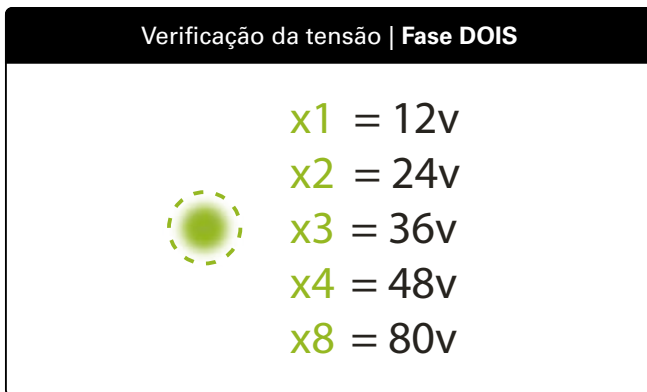 Verificação da tensão | Fase DOIS
x1 = 12v
x2 = 24v
x3 = 36v
x4 = 48v
x8 = 80v